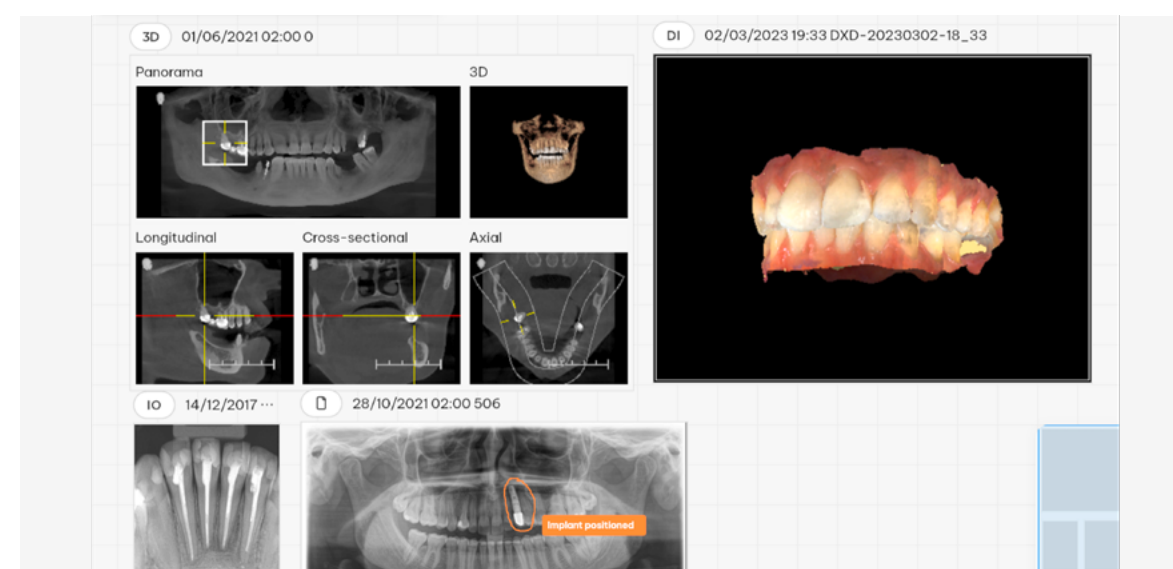 3D 01/06/2021 02:00 0
Panorama
3D
Longitudinal
Cross-sectional
Axial
DI 02/03/2023 19:33 DXD-20230302-18_33
IO 14/12/2017 ...
28/10/2021 02:00 506
Implant positioned